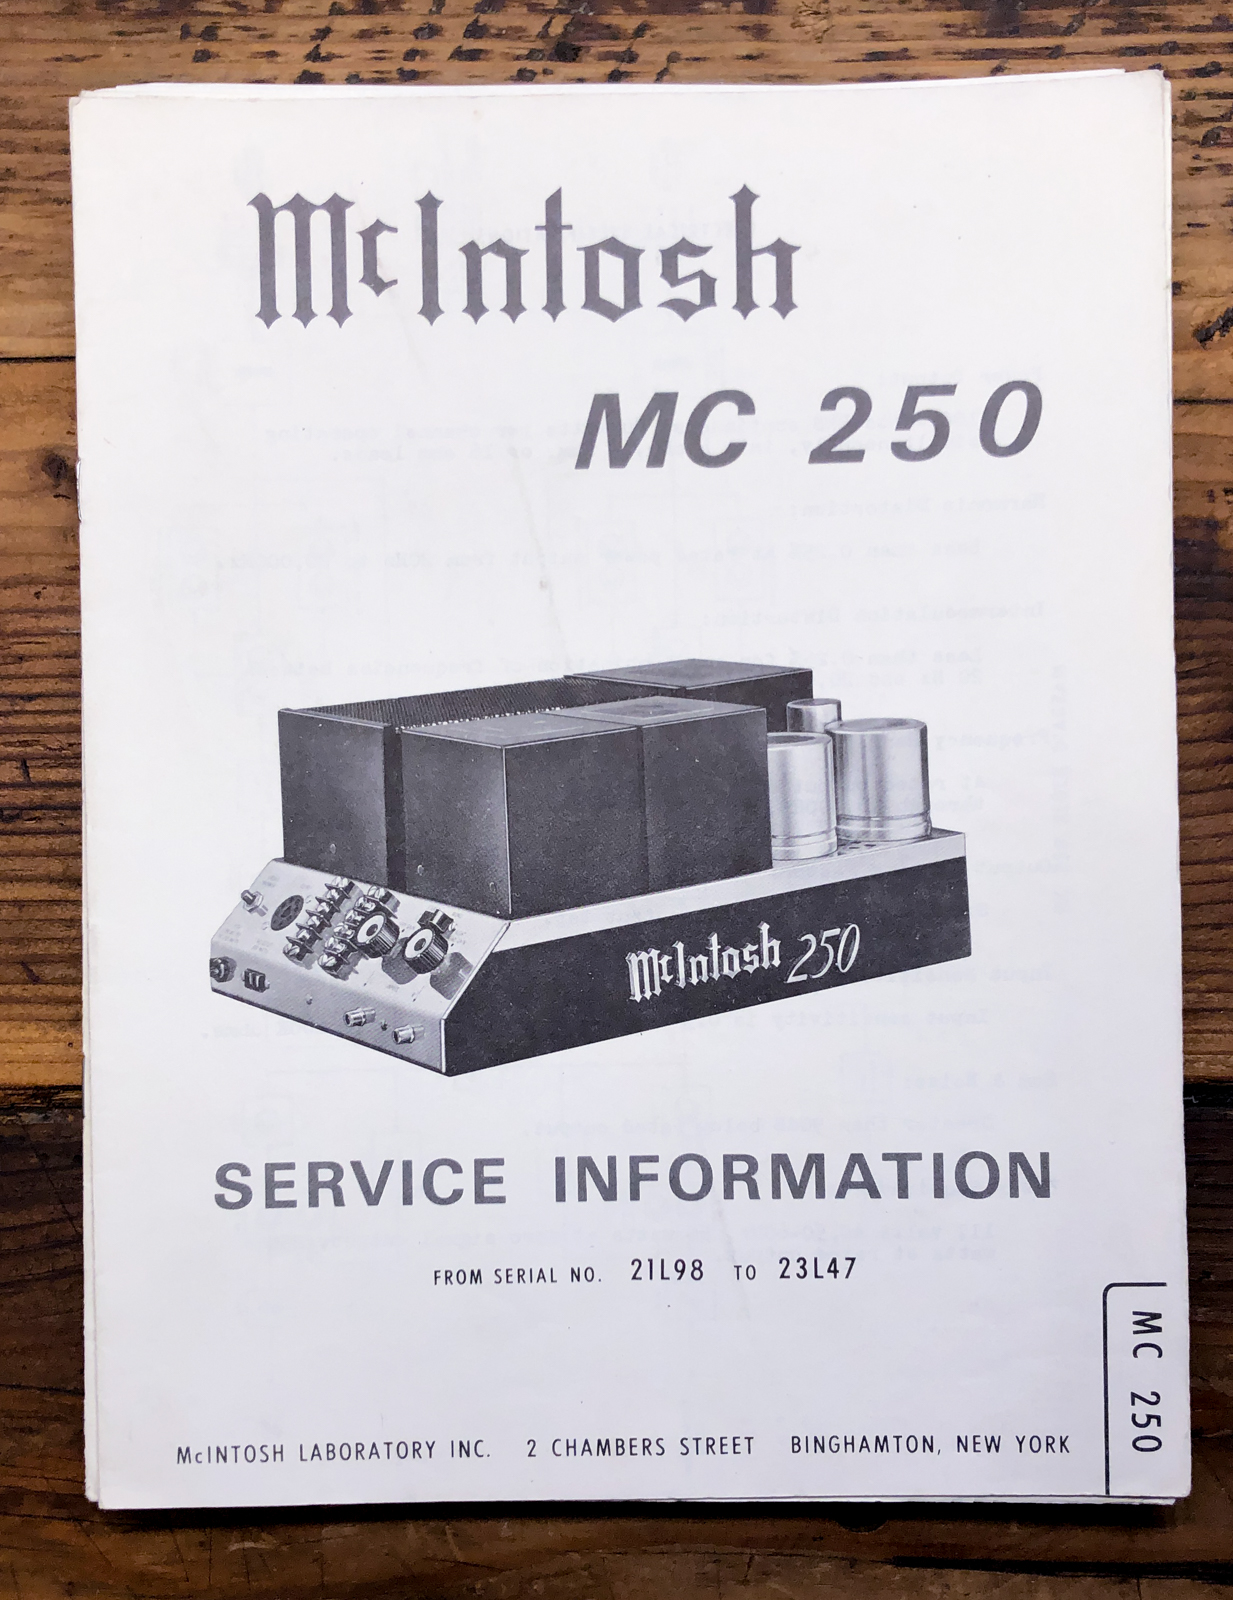 McIntosh
MC 250
McIntosh 250
SERVICE INFORMATION
FROM SERIAL NO. 21L98 TO 23L47
MC 250
McINTOSH LABORATORY INC. 2 CHAMBERS STREET BINGHAMTON, NEW YORK